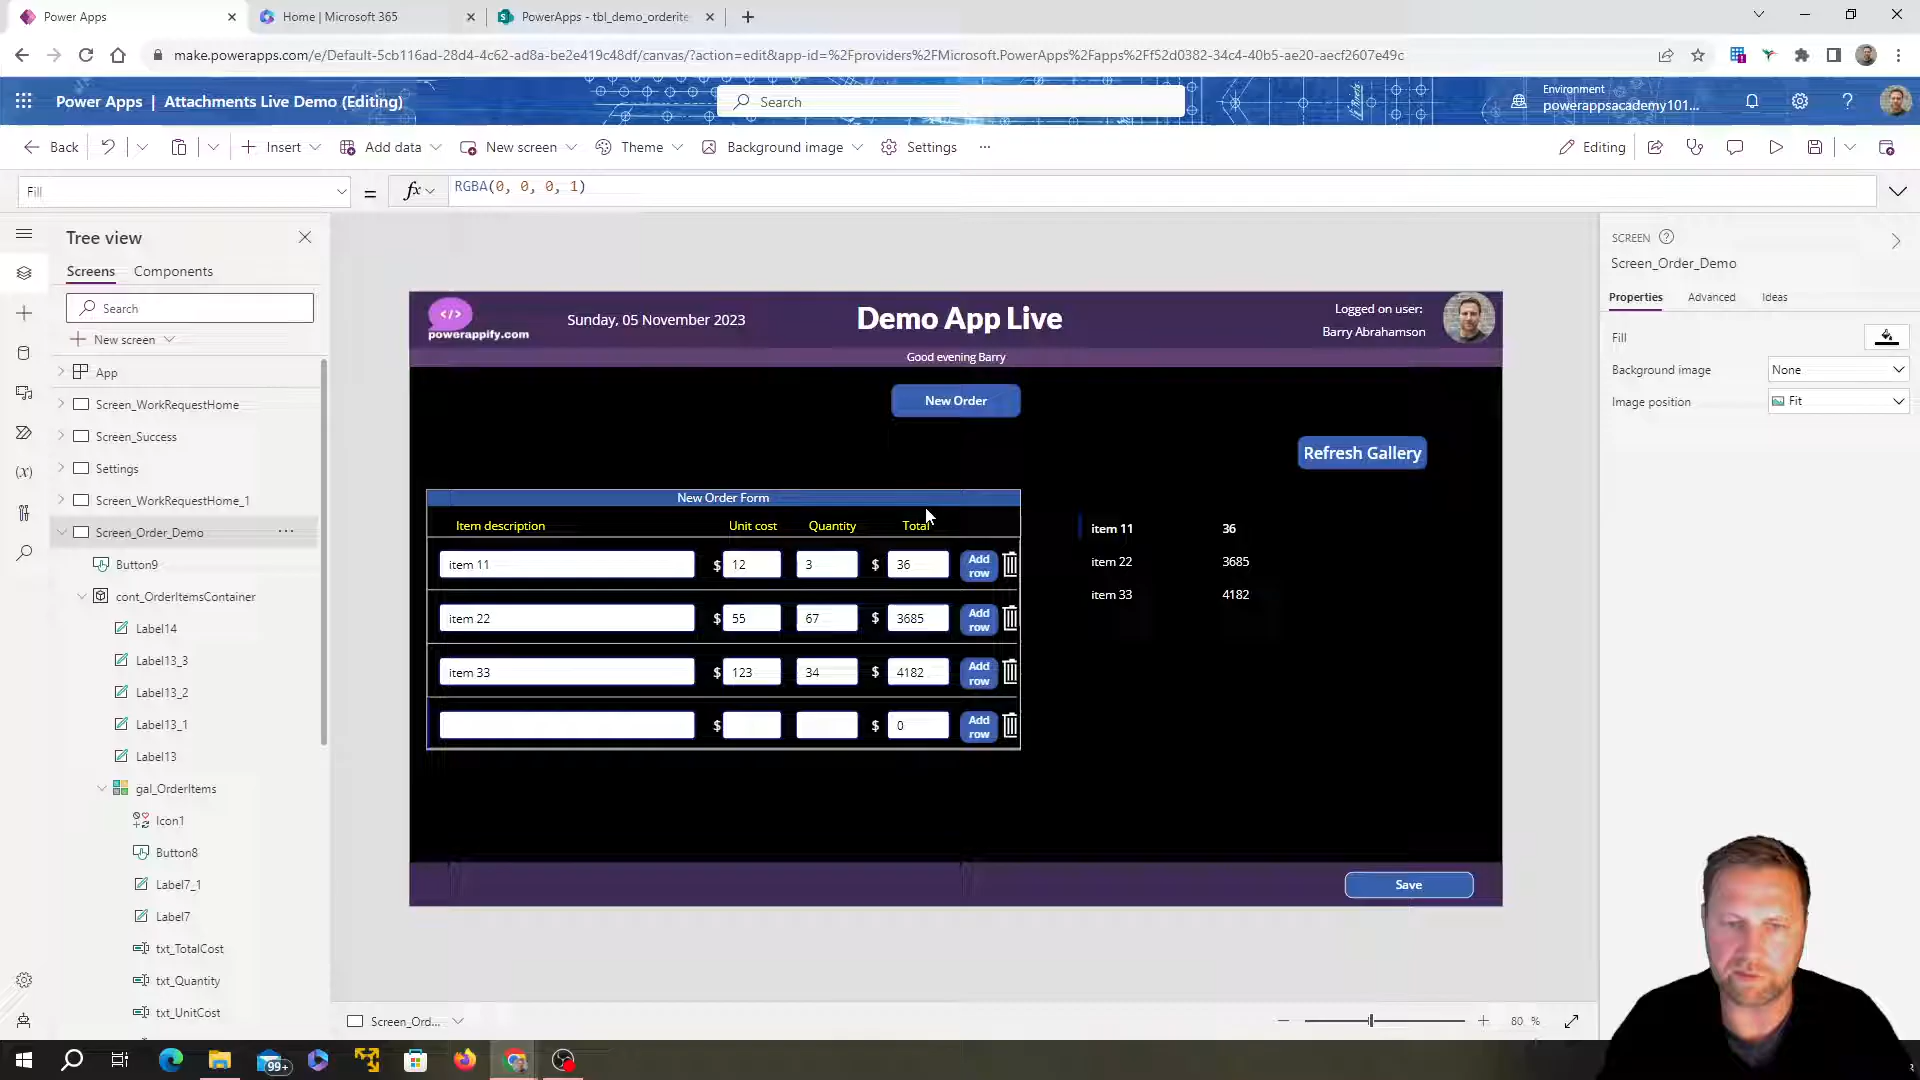 Power Apps
Home | Microsoft 365
PowerApps - tbl_demo_orderite
make.powerapps.com/e/Default-5cb116ad-28d4-4c62-ad8a-be2e419c48df/canvas/?action=edit&app-id=%2Fproviders%2FMicrosoft.PowerApps%2Fapps%2Ff52d0382-34c4-40b5-ae20-aecf2607e49c
Power Apps | Attachments Live Demo (Editing)
Search
Environment
powerappsacademy101...
Back
Insert
Add data
New screen
Theme
Background image
Settings
...
Editing
Fill
=
fx
RGBA(0, 0, 0, 1)
Tree view
Screens Components
Search
New screen
App
Screen_WorkRequestHome
Screen_Success
Settings
Screen_WorkRequestHome_1
Screen_Order_Demo
...
Button9
cont_OrderItemsContainer
Label14
Label13_3
Label13_2
Label13_1
Label13
gal_OrderItems
Icon1
Button8
Label7_1
Label7
txt_TotalCost
txt_Quantity
txt_UnitCost
</>
powerappify.com
Sunday, 05 November 2023
Demo App Live
Logged on user:
Barry Abrahamson
Good evening Barry
New Order
Refresh Gallery
New Order Form
Item description Unit cost Quantity Total
item 11 $ 12 3 $ 36 Add row
item 22 $ 55 67 $ 3685 Add row
item 33 $ 123 34 $ 4182 Add row
$ $ 0 Add row
item 11 36
item 22 3685
item 33 4182
Save
SCREEN
Screen_Order_Demo
Properties Advanced Ideas
Fill
Background image None
Image position Fit
Screen_Ord...
80 %
99+